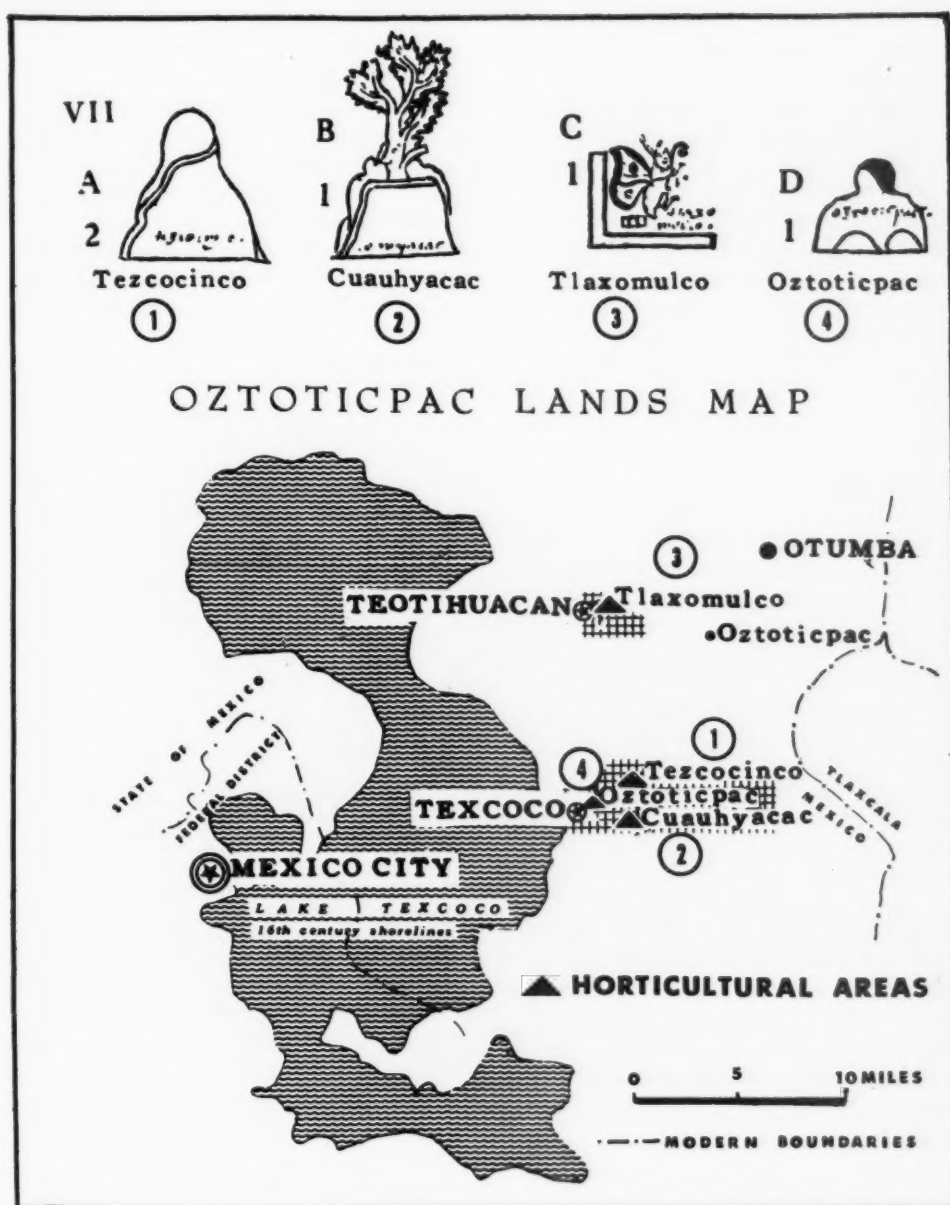 VII
A
2
Tezcocinco
1
B
1
Cuauhyacac
2
C
1
Tlaxomulco
3
D
1
Oztoticpac
4
OZTOTICPAC LANDS MAP
3
OTUMBA
TEOTIHUACAN
Tlaxomulco
?
Oztoticpac
STATE OF MEXICO
FEDERAL DISTRICT
1
4
Tezcocinco
Oztoticpac
TEXCOCO
Cuauhyacac
2
TLAXCALA
MEXICO
MEXICO CITY
LAKE TEXCOCO
16th century shorelines
HORTICULTURAL AREAS
0 5 10 MILES
MODERN BOUNDARIES